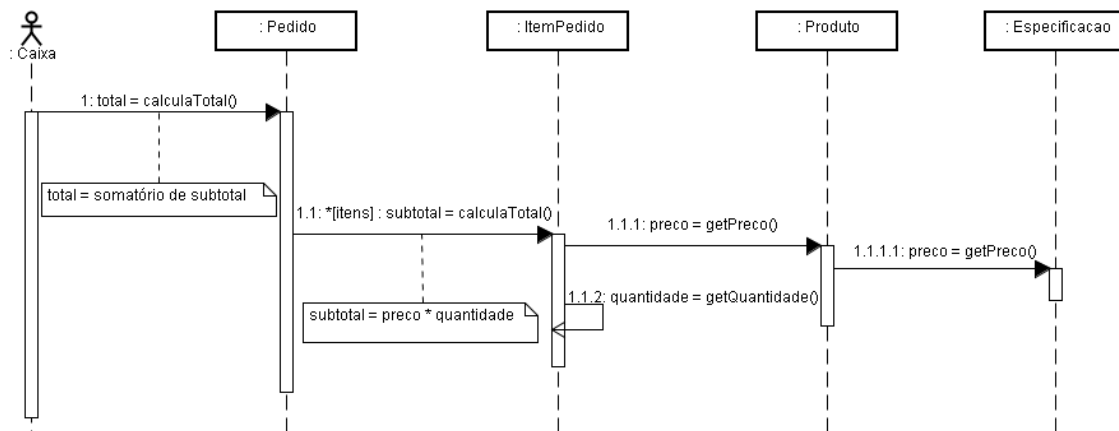 : Pedido
: ItemPedido
: Produto
: Especificacao
: Caixa
1: total = calculaTotal()
total = somatório de subtotal
1.1: *[itens] : subtotal = calculaTotal()
1.1.1: preco = getPreco()
1.1.1.1: preco = getPreco()
1.1.2: quantidade = getQuantidade()
subtotal = preco * quantidade